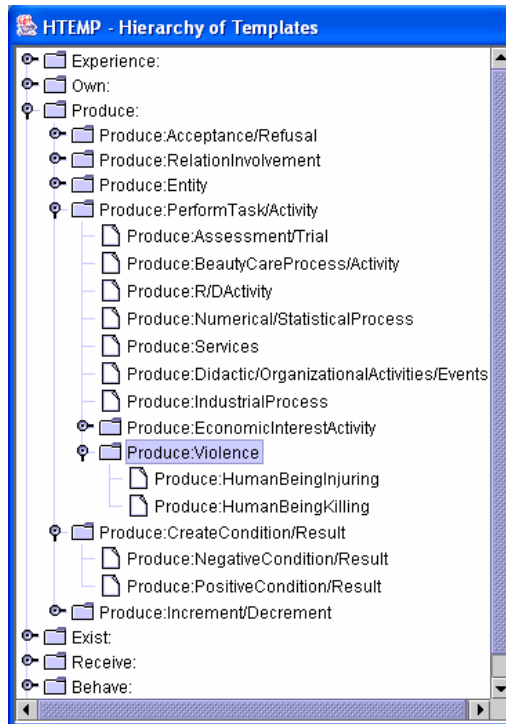 HTEMP - Hierarchy of Templates
Experience:
Own:
Produce:
Produce:Acceptance/Refusal
Produce:RelationInvolvement
Produce:Entity
Produce:PerformTask/Activity
Produce:Assessment/Trial
Produce:BeautyCareProcess/Activity
Produce:R/DActivity
Produce:Numerical/StatisticalProcess
Produce:Services
Produce:Didactic/OrganizationalActivities/Events
Produce:IndustrialProcess
Produce:EconomicInterestActivity
Produce:Violence
Produce:HumanBeingInjuring
Produce:HumanBeingKilling
Produce:CreateCondition/Result
Produce:NegativeCondition/Result
Produce:PositiveCondition/Result
Produce:Increment/Decrement
Exist:
Receive:
Behave: